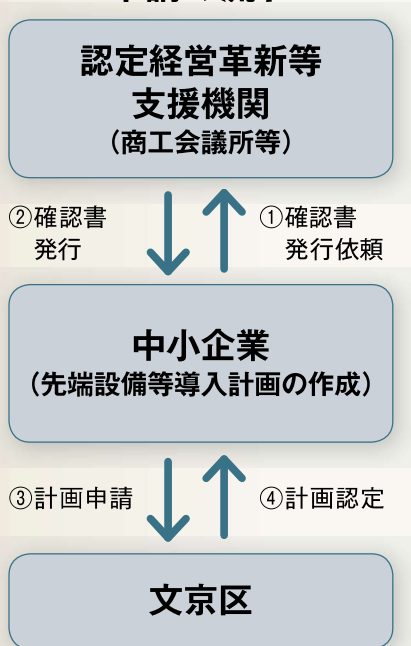 認定経営革新等
支援機関
（商工会議所等）
②確認書
発行
①確認書
発行依頼
中小企業
（先端設備等導入計画の作成）
③計画申請
④計画認定
文京区